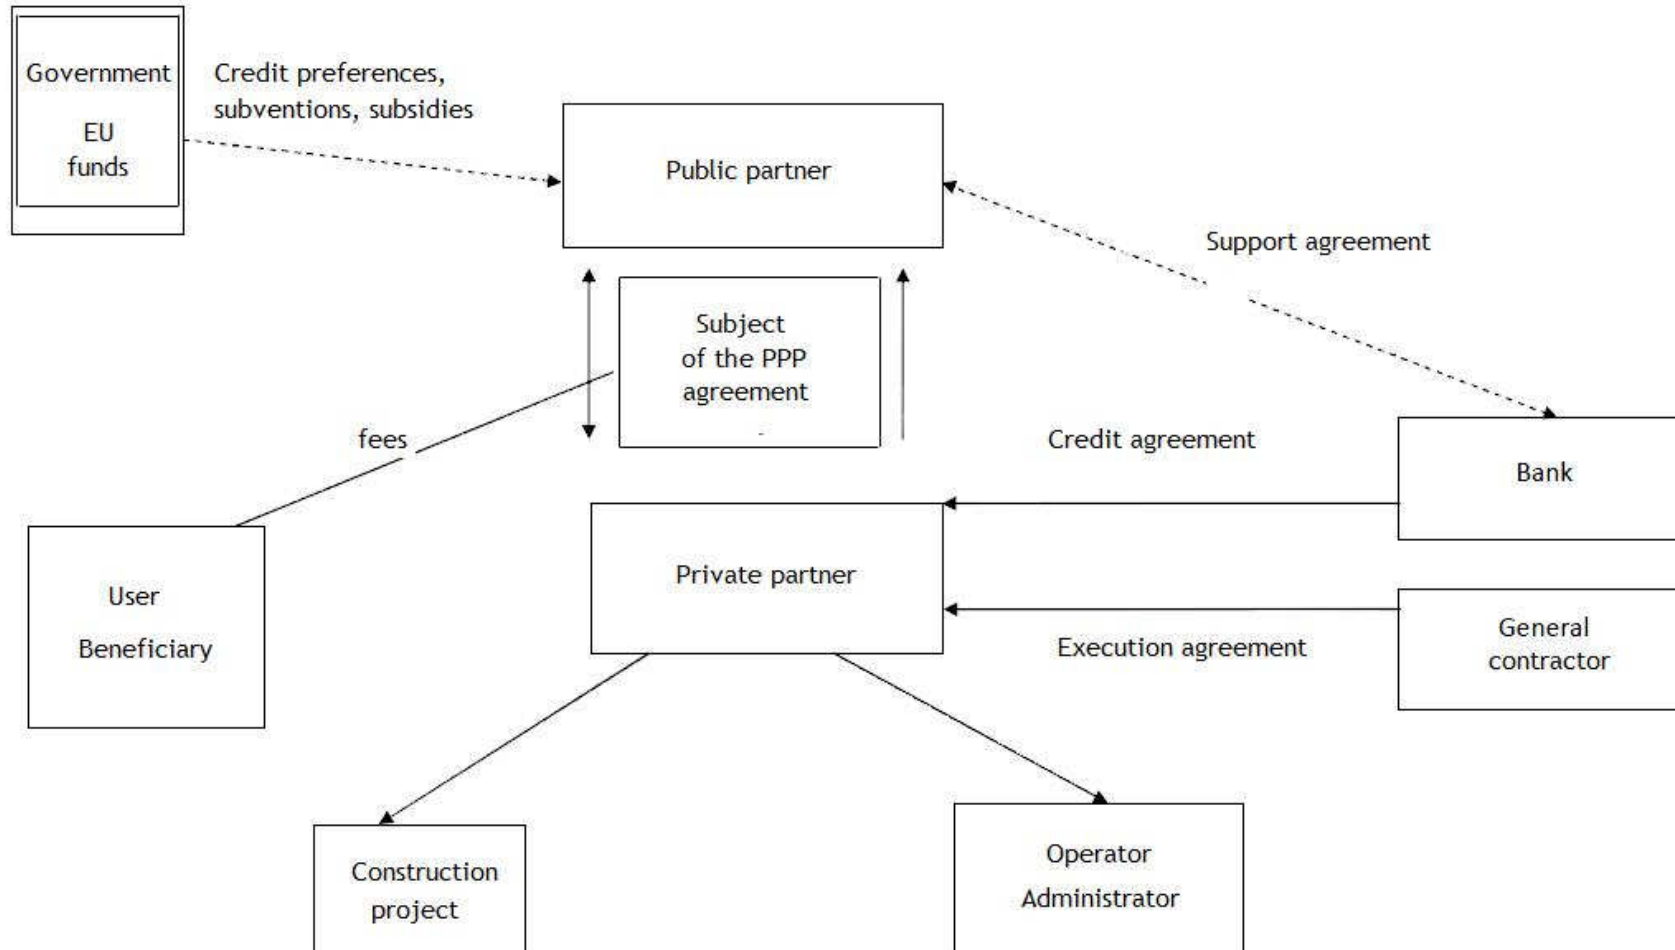 Government
EU
funds
Credit preferences,
subventions, subsidies
Public partner
Support agreement
Subject
of the PPP
agreement
fees
Credit agreement
Bank
User
Beneficiary
Private partner
Execution agreement
General
contractor
Construction
project
Operator
Administrator